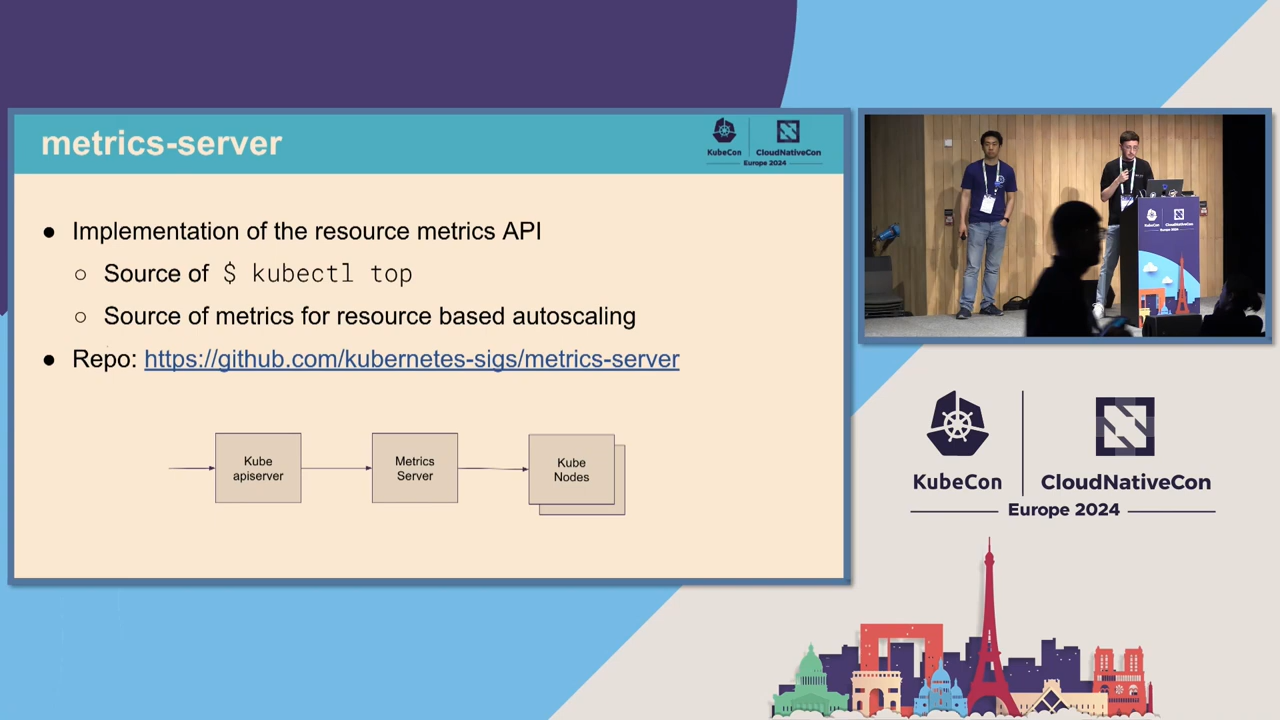 metrics-server
KubeCon
CloudNativeCon
Europe 2024
● Implementation of the resource metrics API
○ Source of $ kubectl top
○ Source of metrics for resource based autoscaling
● Repo: https://github.com/kubernetes-sigs/metrics-server
Kube
apiserver
Metrics
Server
Kube
Nodes
KubeCon
CloudNativeCon
Europe 2024